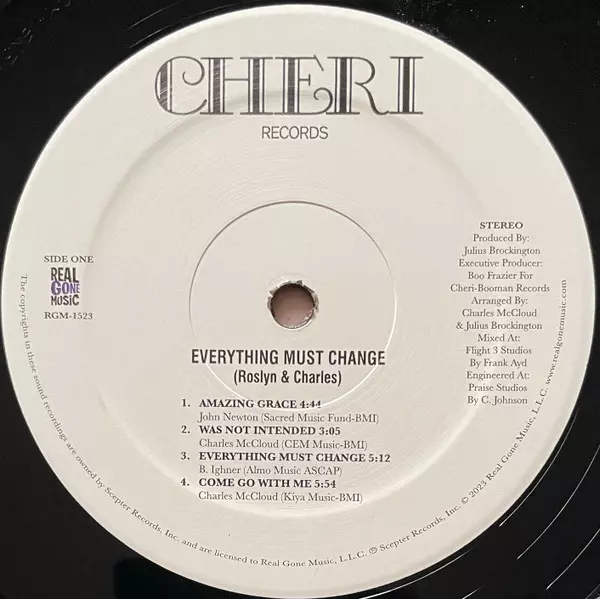 CHERI
RECORDS
SIDE ONE
REAL
GONE
MUSIC
RGM-1523
STEREO
Produced By:
Julius Brockington
Executive Producer:
Boo Frazier For
Cheri-Booman Records
Arranged By:
Charles McCloud
& Julius Brockington
Mixed At:
Flight 3 Studios
By Frank Ayd
Engineered At:
Praise Studios
By C. Johnson
EVERYTHING MUST CHANGE
(Roslyn & Charles)
1. AMAZING GRACE 4:44
John Newton (Sacred Music Fund-BMI)
2. WAS NOT INTENDED 3:05
Charles McCloud (CEM Music-BMI)
3. EVERYTHING MUST CHANGE 5:12
B. Ighner (Almo Music ASCAP)
4. COME GO WITH ME 5:54
Charles McCloud (Kiya Music-BMI)
The copyrights in these sound recordings are owned by Scepter Records, Inc. and are licensed to Real Gone Music, L.L.C. ℗ Scepter Records, Inc. © 2023 Real Gone Music, L.L.C. www.realgonemusic.com